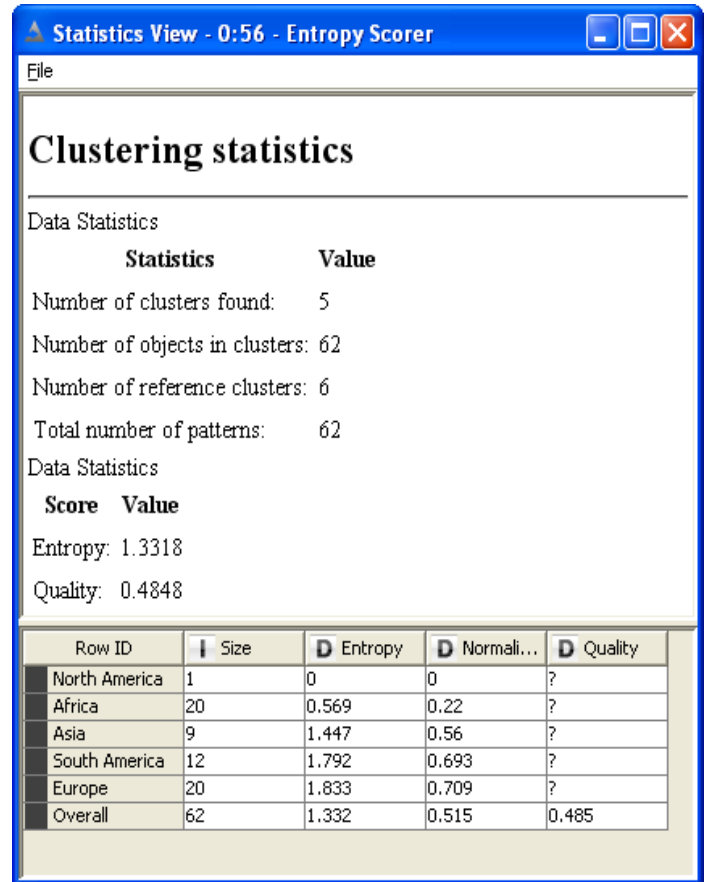 Statistics View - 0:56 - Entropy Scorer
File
Clustering statistics
Data Statistics
Statistics Value
Number of clusters found: 5
Number of objects in clusters: 62
Number of reference clusters: 6
Total number of patterns: 62
Data Statistics
Score Value
Entropy: 1.3318
Quality: 0.4848
Row ID I Size D Entropy D Normali... D Quality
North America 1 0 0 ?
Africa 20 0.569 0.22 ?
Asia 9 1.447 0.56 ?
South America 12 1.792 0.693 ?
Europe 20 1.833 0.709 ?
Overall 62 1.332 0.515 0.485